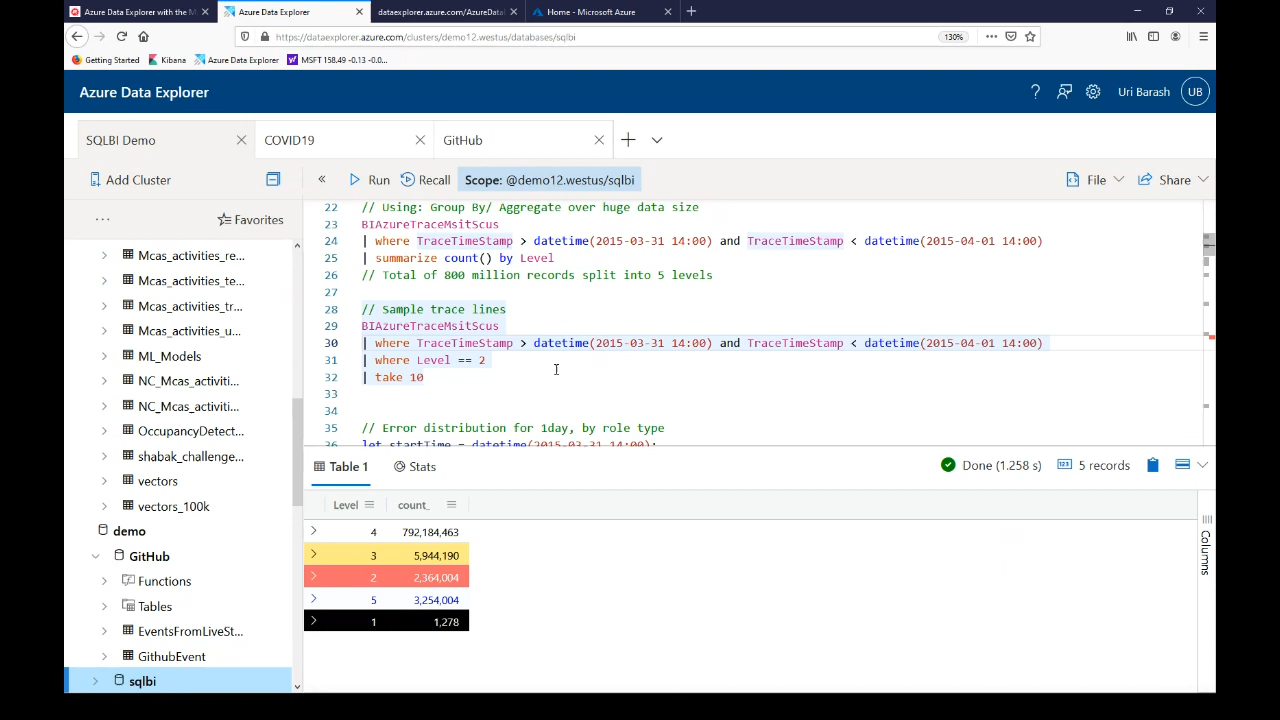 Azure Data Explorer with the M
Azure Data Explorer
dataexplorer.azure.com/AzureData
Home - Microsoft Azure
https://dataexplorer.azure.com/clusters/demo12.westus/databases/sqlbi
130%
Getting Started
Kibana
Azure Data Explorer
MSFT 158.49 -0.13 -0.0...
Azure Data Explorer
Uri Barash
UB
SQLBI Demo
COVID19
GitHub
Add Cluster
Run
Recall
Scope: @demo12.westus/sqlbi
File
Share
...
Favorites
Mcas_activities_re...
Mcas_activities_te...
Mcas_activities_tr...
Mcas_activities_u...
ML_Models
NC_Mcas_activiti...
NC_Mcas_activiti...
OccupancyDetect...
shabak_challenge...
vectors
vectors_100k
demo
GitHub
Functions
Tables
EventsFromLiveSt...
GithubEvent
sqlbi
22 // Using: Group By/ Aggregate over huge data size
23 BIAzureTraceMsitScus
24 | where TraceTimeStamp > datetime(2015-03-31 14:00) and TraceTimeStamp < datetime(2015-04-01 14:00)
25 | summarize count() by Level
26 // Total of 800 million records split into 5 levels
27
28 // Sample trace lines
29 BIAzureTraceMsitScus
30 | where TraceTimeStamp > datetime(2015-03-31 14:00) and TraceTimeStamp < datetime(2015-04-01 14:00)
31 | where Level == 2
32 | take 10
33
34
35 // Error distribution for 1day, by role type
36 let startTime = datetime(2015-03-31 14:00);
Table 1
Stats
Done (1.258 s)
5 records
Level count_
4 792,184,463
3 5,944,190
2 2,364,004
5 3,254,004
1 1,278
Columns